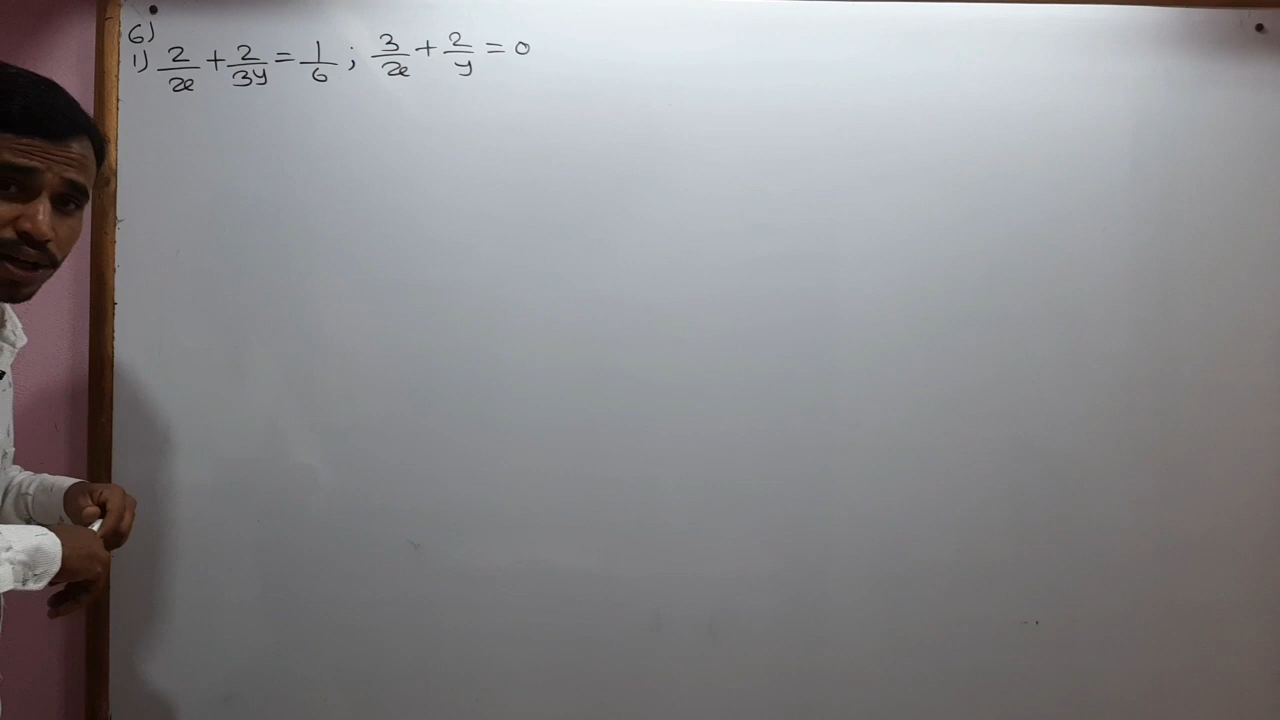 6)
1) 2/x + 2/3y = 1/6 ; 3/x + 2/y = 0